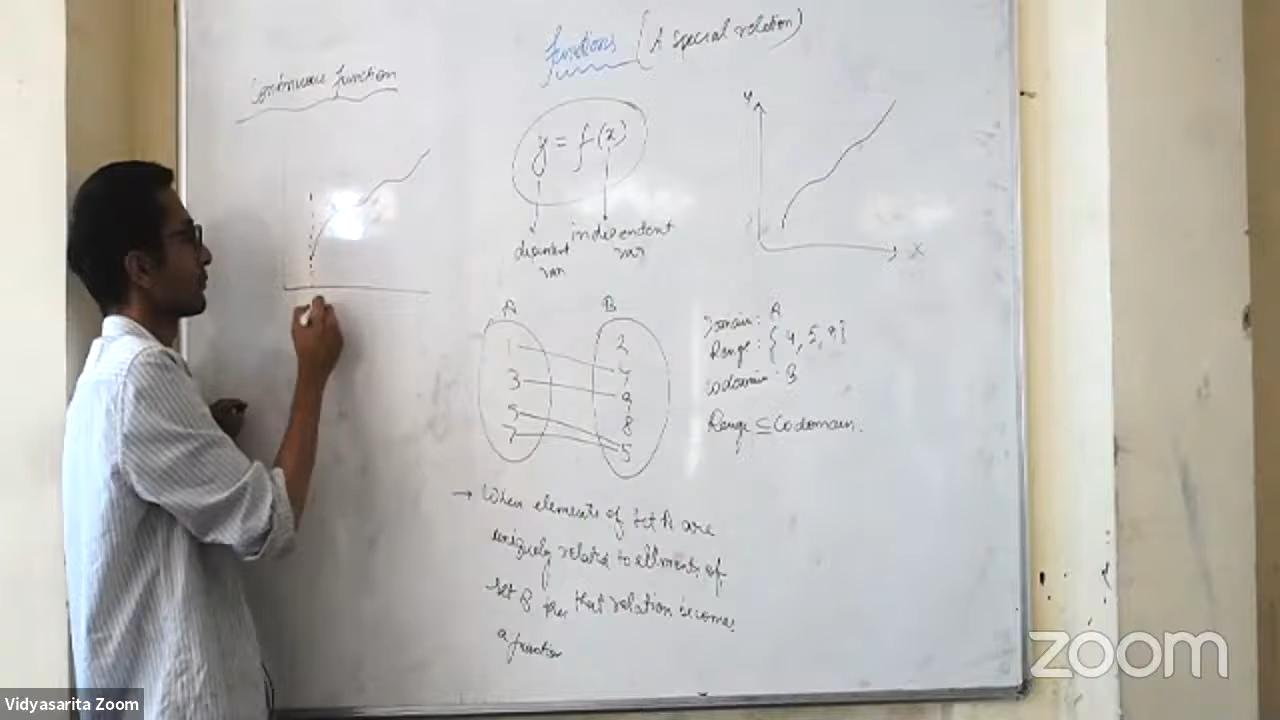 Functions (A special relation)
Continuous function
y = f(x)
dependent
var
independent
var
Y
X
A
B
1
3
5
7
2
4
9
8
5
Domain: A
Range: { 4, 5, 9}
Codomain: B
Range ⊆ Codomain.
→ When elements of Set A are
uniquely related to elements of
Set B then that relation becomes
a function
zoom
Vidyasarita Zoom